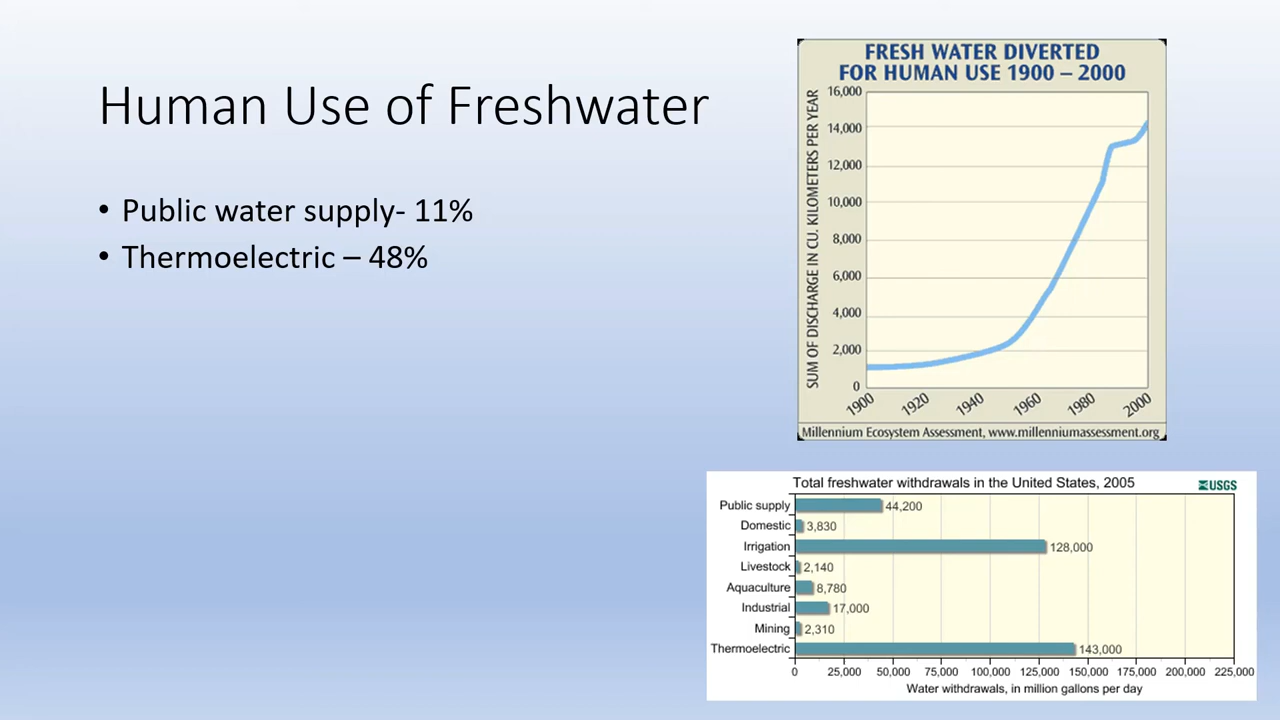 Human Use of Freshwater
• Public water supply- 11%
• Thermoelectric – 48%
FRESH WATER DIVERTED
FOR HUMAN USE 1900 – 2000
SUM OF DISCHARGE IN CU. KILOMETERS PER YEAR
16,000
14,000
12,000
10,000
8,000
6,000
4,000
2,000
0
1900 1920 1940 1960 1980 2000
Millennium Ecosystem Assessment, www.millenniumassessment.org
Total freshwater withdrawals in the United States, 2005
USGS
Public supply 44,200
Domestic 3,830
Irrigation 128,000
Livestock 2,140
Aquaculture 8,780
Industrial 17,000
Mining 2,310
Thermoelectric 143,000
0 25,000 50,000 75,000 100,000 125,000 150,000 175,000 200,000 225,000
Water withdrawals, in million gallons per day